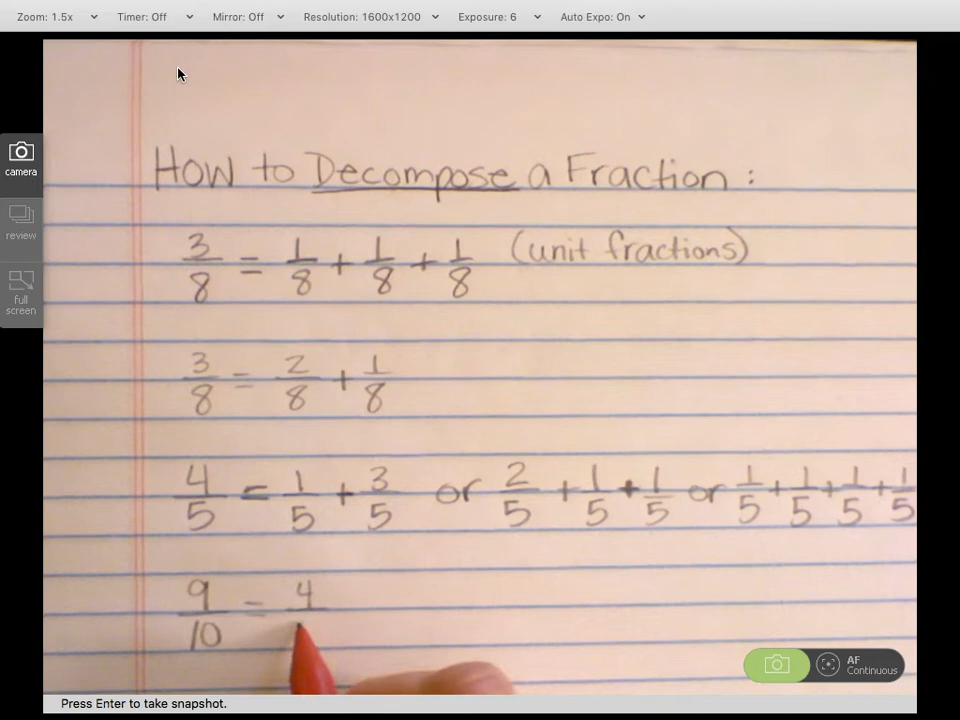 Zoom: 1.5x Timer: Off Mirror: Off Resolution: 1600x1200 Exposure: 6 Auto Expo: On
camera
review
full
screen
How to Decompose a Fraction :
3/8 = 1/8 + 1/8 + 1/8 (unit fractions)
3/8 = 2/8 + 1/8
4/5 = 1/5 + 3/5 or 2/5 + 1/5 + 1/5 or 1/5 + 1/5 + 1/5 + 1/5
9/10 = 4
AF
Continuous
Press Enter to take snapshot.